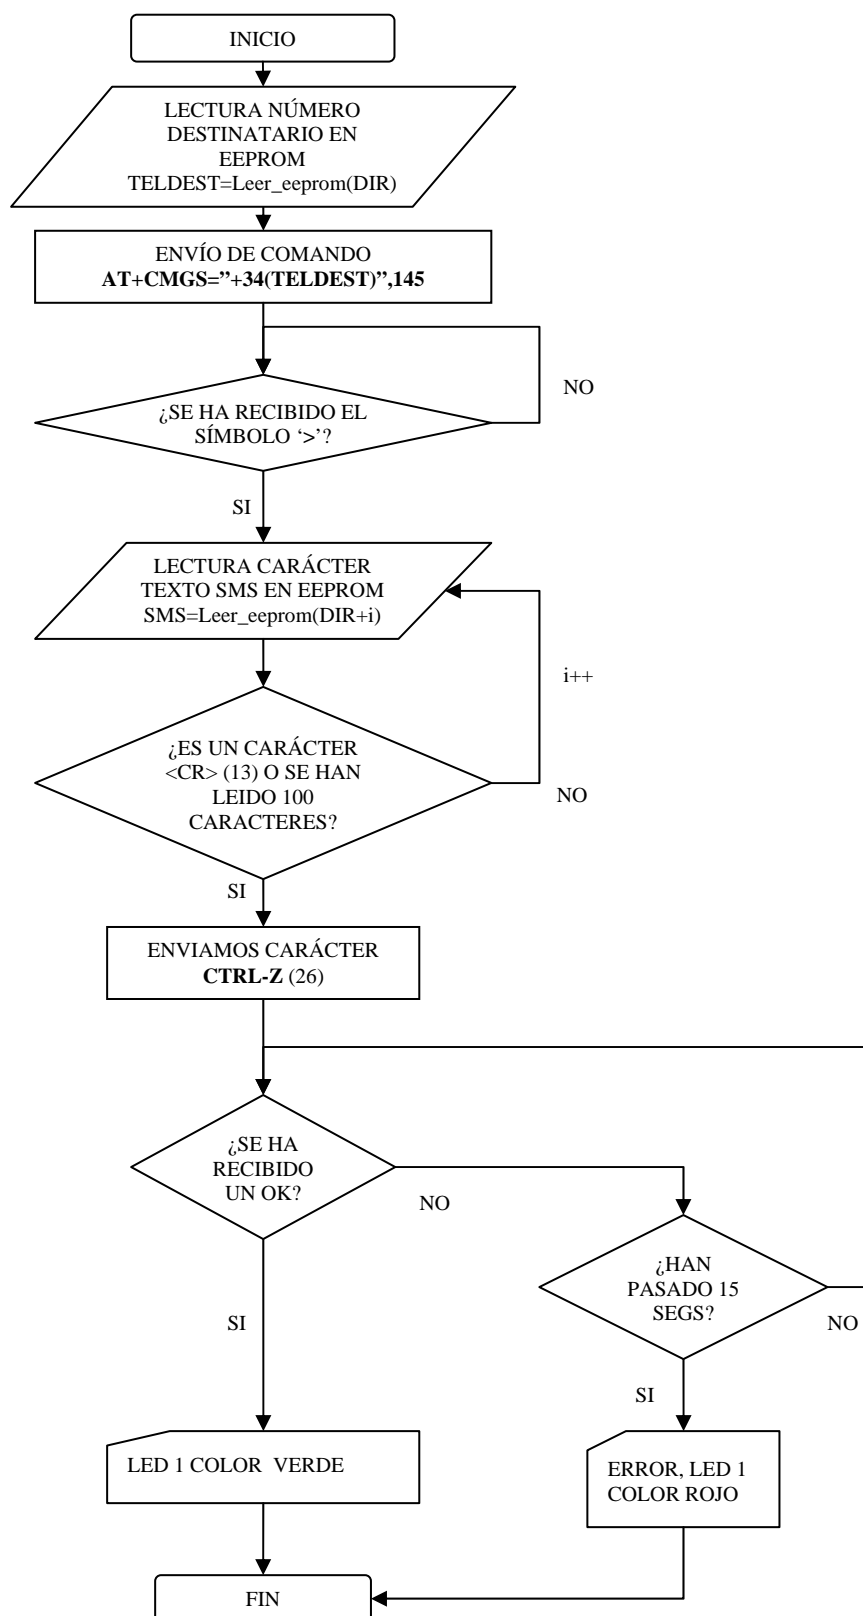 INICIO
LECTURA NÚMERO
DESTINATARIO EN
EEPROM
TELDEST=Leer_eeprom(DIR)
ENVÍO DE COMANDO
AT+CMGS=”+34(TELDEST)”,145
NO
¿SE HA RECIBIDO EL
SÍMBOLO ‘>’?
SI
LECTURA CARÁCTER
TEXTO SMS EN EEPROM
SMS=Leer_eeprom(DIR+i)
i++
¿ES UN CARÁCTER
<CR> (13) O SE HAN
LEIDO 100
CARACTERES?
NO
SI
ENVIAMOS CARÁCTER
CTRL-Z (26)
¿SE HA
RECIBIDO
UN OK?
NO
¿HAN
PASADO 15
SEGS?
SI
NO
SI
LED 1 COLOR VERDE
ERROR, LED 1
COLOR ROJO
FIN